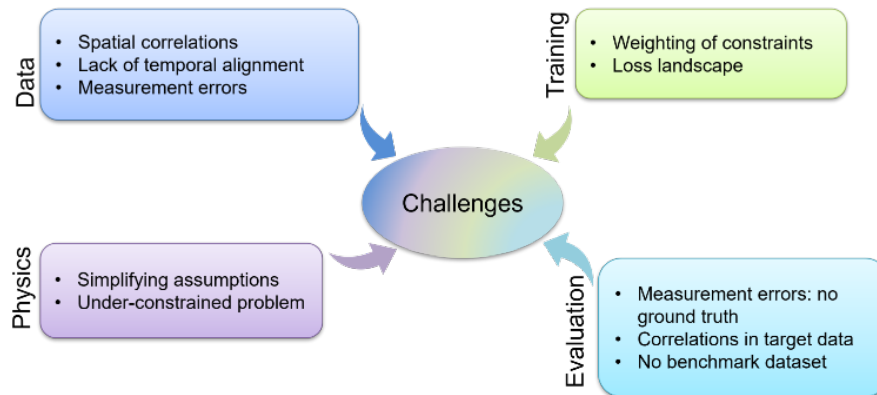 Data
• Spatial correlations
• Lack of temporal alignment
• Measurement errors
Training
• Weighting of constraints
• Loss landscape
Challenges
Physics
• Simplifying assumptions
• Under-constrained problem
Evaluation
• Measurement errors: no
ground truth
• Correlations in target data
• No benchmark dataset